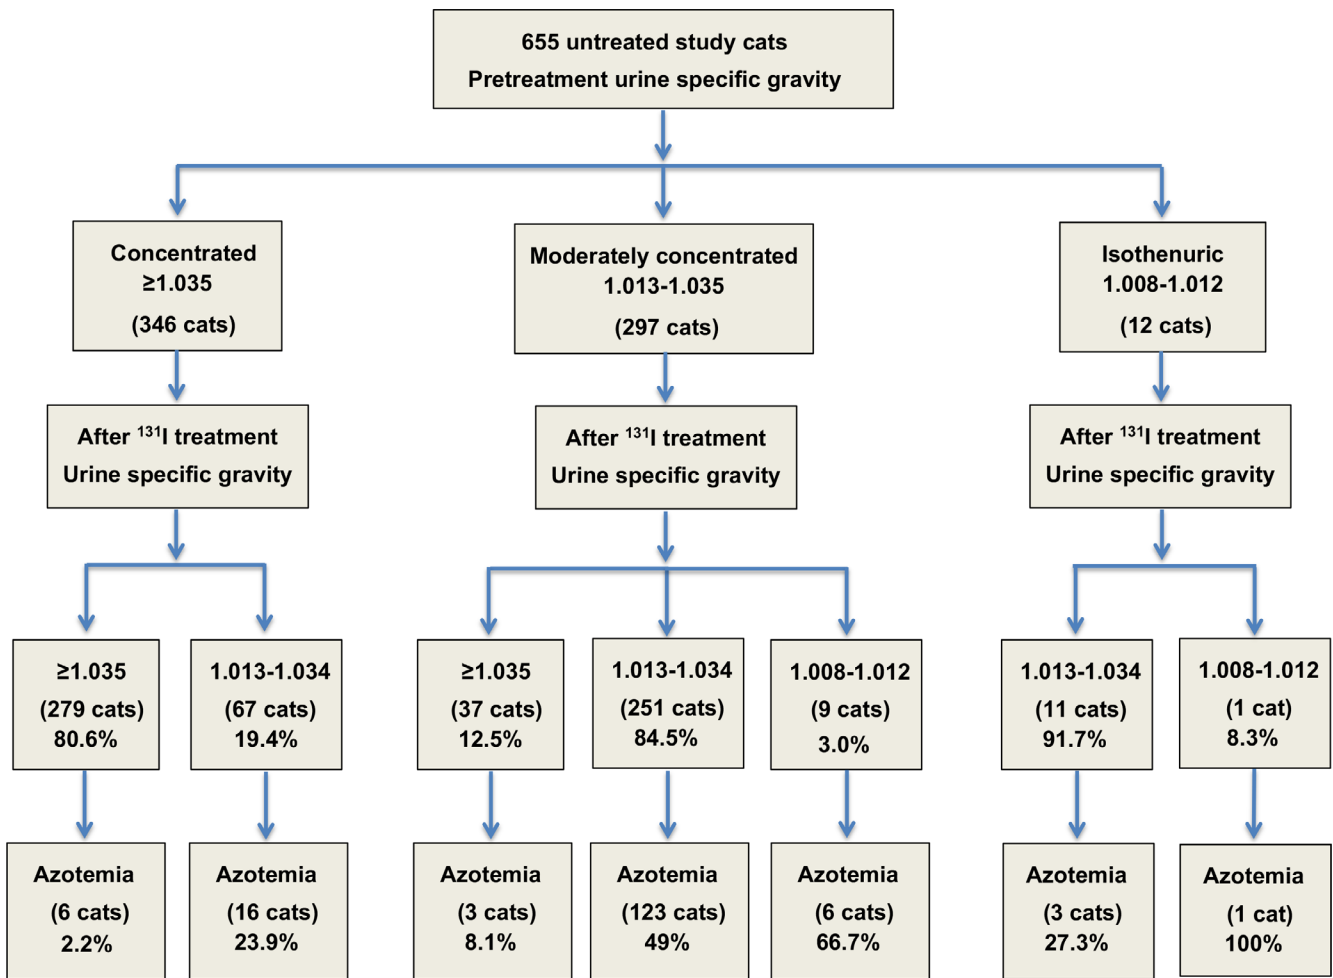 655 untreated study cats
Pretreatment urine specific gravity
Concentrated
≥1.035
(346 cats)
Moderately concentrated
1.013-1.035
(297 cats)
Isothenuric
1.008-1.012
(12 cats)
After ¹³¹I treatment
Urine specific gravity
After ¹³¹I treatment
Urine specific gravity
After ¹³¹I treatment
Urine specific gravity
≥1.035
(279 cats)
80.6%
1.013-1.034
(67 cats)
19.4%
≥1.035
(37 cats)
12.5%
1.013-1.034
(251 cats)
84.5%
1.008-1.012
(9 cats)
3.0%
1.013-1.034
(11 cats)
91.7%
1.008-1.012
(1 cat)
8.3%
Azotemia
(6 cats)
2.2%
Azotemia
(16 cats)
23.9%
Azotemia
(3 cats)
8.1%
Azotemia
(123 cats)
49%
Azotemia
(6 cats)
66.7%
Azotemia
(3 cats)
27.3%
Azotemia
(1 cat)
100%